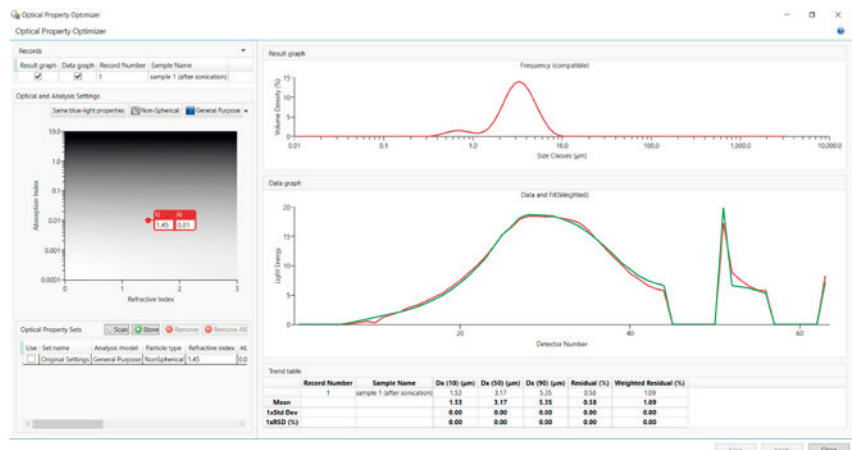 Optical Property Optimizer
Optical Property Optimizer
Records
Result graph Data graph Record Number Sample Name
1 sample 1 (after sonication)
Optical and Analysis Settings
Same blue-light properties Non-Spherical General Purpose
10.0
1.0
0.1
0.01
0.001
0.0001
Absorption Index
RI AI
1.45 0.01
0 1 2 3
Refractive Index
Optical Property Sets Scan Store Remove Remove All
Use Set name Analysis model Particle type Refractive index
Original Settings General Purpose NonSpherical 1.45
Result graph
Frequency (compatible)
Volume Density (%)
15
10
5
0
0.01 0.1 1.0 10.0 100.0 1,000.0 10,000.0
Size Classes (μm)
Data graph
Data and Fit(Weighted)
Light Energy
20
15
10
5
0
20 40 60
Detector Number
Trend table
Record Number Sample Name Dx (10) (μm) Dx (50) (μm) Dx (90) (μm) Residual (%) Weighted Residual (%)
1 sample 1 (after sonication) 1.53 3.17 5.35 0.58 1.09
Mean 1.53 3.17 5.35 0.58 1.09
1xStd Dev 0.00 0.00 0.00 0.00 0.00
1xRSD (%) 0.00 0.00 0.00 0.00 0.00